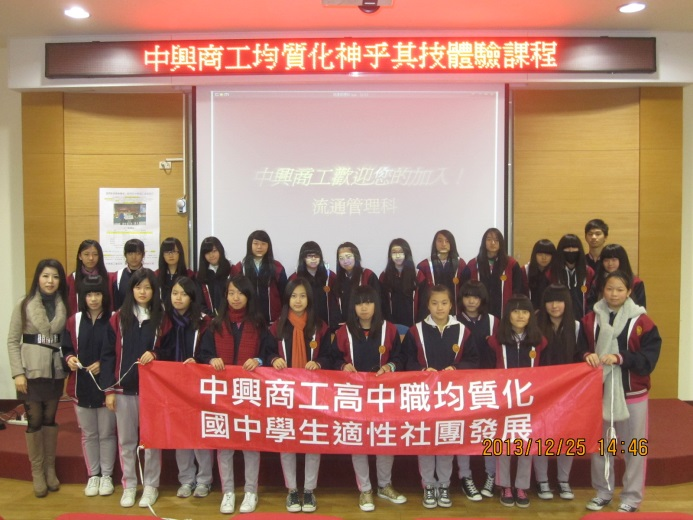 中興商工均質化神乎其技體驗課程
中興商工歡迎您的加入！
流通管理科
中興商工高中職均質化
國中學生適性社團發展
2013/12/25 14:46